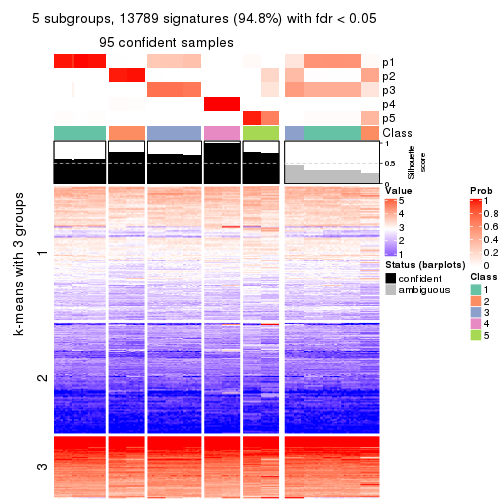 5 subgroups, 13789 signatures (94.8%) with fdr < 0.05
95 confident samples
p1
p2
p3
p4
p5
Class
1
0.5
0
Silhouette
score
k-means with 3 groups
1
2
3
Value
5
4
3
2
1
Status (barplots)
confident
ambiguous
Prob
1
0.8
0.6
0.4
0.2
0
Class
1
2
3
4
5